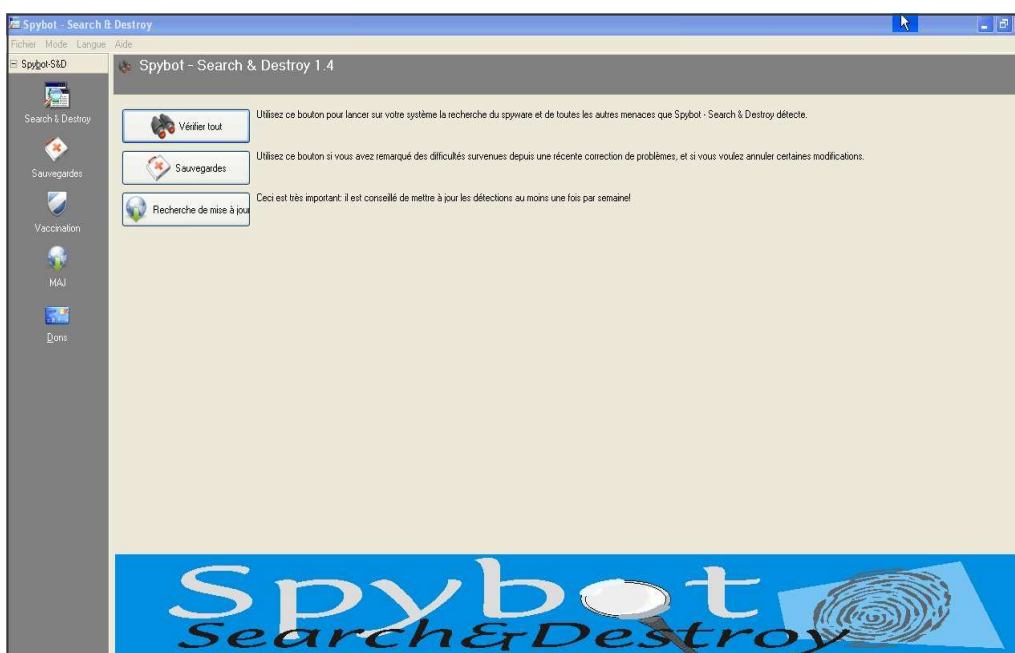 Spybot - Search & Destroy
Fichier Mode Langue Aide
Spybot-S&D
Spybot - Search & Destroy 1.4
Search & Destroy
Sauvegardes
Vaccination
MAJ
Dons
Vérifier tout
Utilisez ce bouton pour lancer sur votre système la recherche du spyware et de toutes les autres menaces que Spybot - Search & Destroy détecte.
Sauvegardes
Utilisez ce bouton si vous avez remarqué des difficultés survenues depuis une récente correction de problèmes, et si vous voulez annuler certaines modifications.
Recherche de mise à jour
Ceci est très important: il est conseillé de mettre à jour les détections au moins une fois par semaine!
Spybot
Search&Destroy